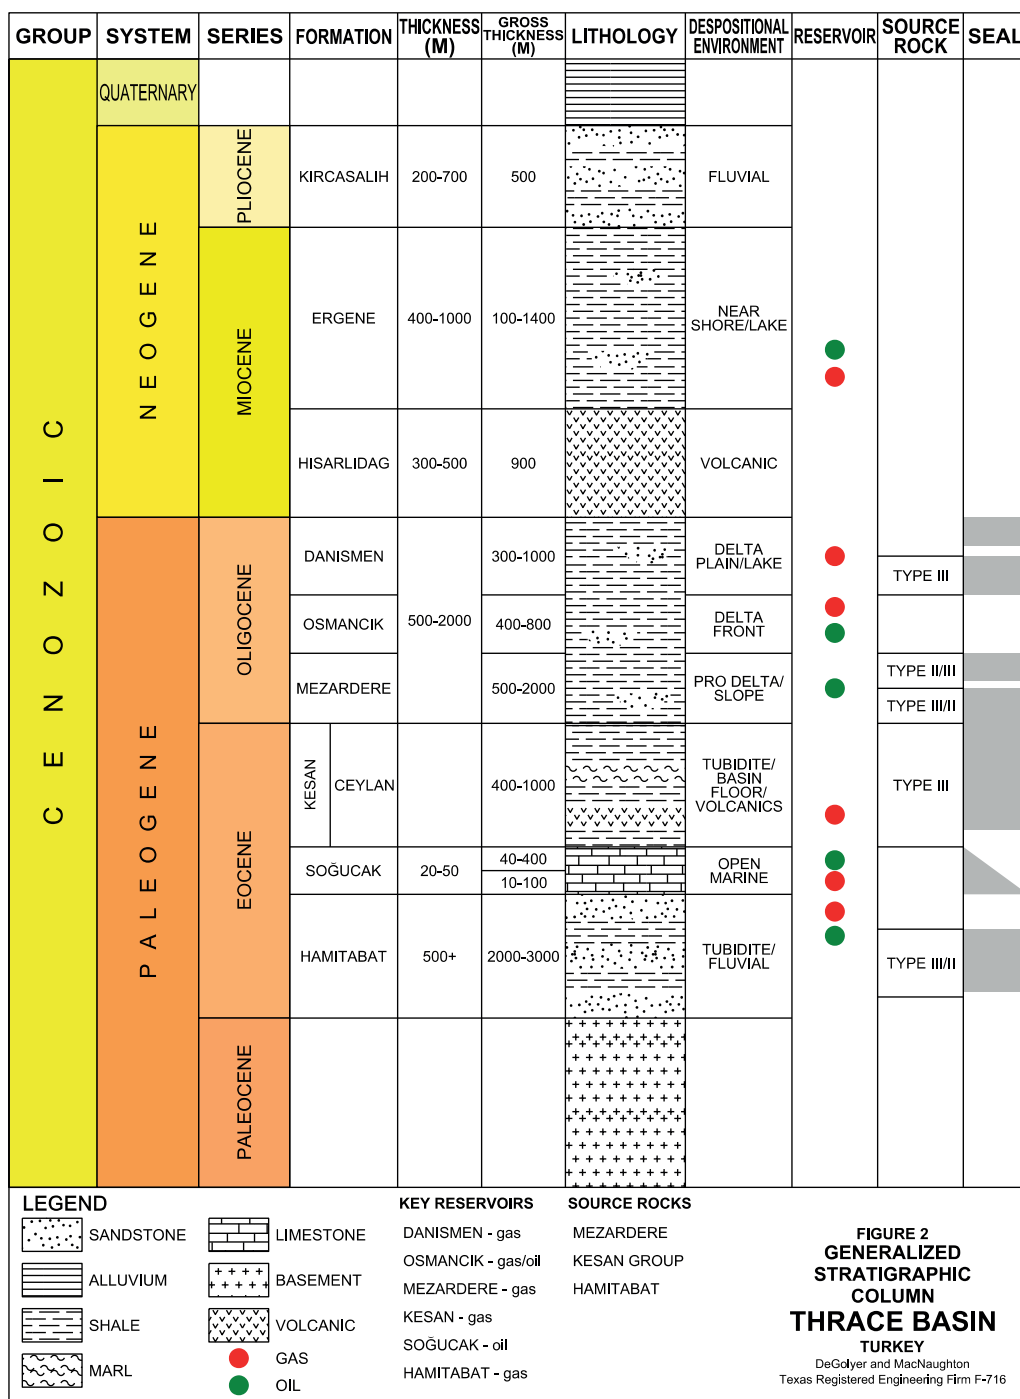 GROUP SYSTEM SERIES FORMATION THICKNESS (M) GROSS THICKNESS (M) LITHOLOGY DESPOSITIONAL ENVIRONMENT RESERVOIR SOURCE ROCK SEAL
CENOZOIC
QUATERNARY
NEOGENE
PLIOCENE
KIRCASALIH 200-700 500 FLUVIAL
MIOCENE
ERGENE 400-1000 100-1400 NEAR SHORE/LAKE
HISARLIDAG 300-500 900 VOLCANIC
PALEOGENE
OLIGOCENE
DANISMEN 300-1000 DELTA PLAIN/LAKE
TYPE III
OSMANCIK 500-2000 400-800 DELTA FRONT
MEZARDERE 500-2000 PRO DELTA/ SLOPE
TYPE II/III
TYPE III/II
EOCENE
KESAN CEYLAN 400-1000 TUBIDITE/ BASIN FLOOR/ VOLCANICS TYPE III
SOĞUCAK 20-50 40-400 OPEN MARINE
10-100
HAMITABAT 500+ 2000-3000 TUBIDITE/ FLUVIAL TYPE III/II
PALEOCENE
LEGEND
SANDSTONE
ALLUVIUM
SHALE
MARL
LIMESTONE
BASEMENT
VOLCANIC
GAS
OIL
KEY RESERVOIRS
DANISMEN - gas
OSMANCIK - gas/oil
MEZARDERE - gas
KESAN - gas
SOĞUCAK - oil
HAMITABAT - gas
SOURCE ROCKS
MEZARDERE
KESAN GROUP
HAMITABAT
FIGURE 2
GENERALIZED
STRATIGRAPHIC
COLUMN
THRACE BASIN
TURKEY
DeGolyer and MacNaughton
Texas Registered Engineering Firm F-716